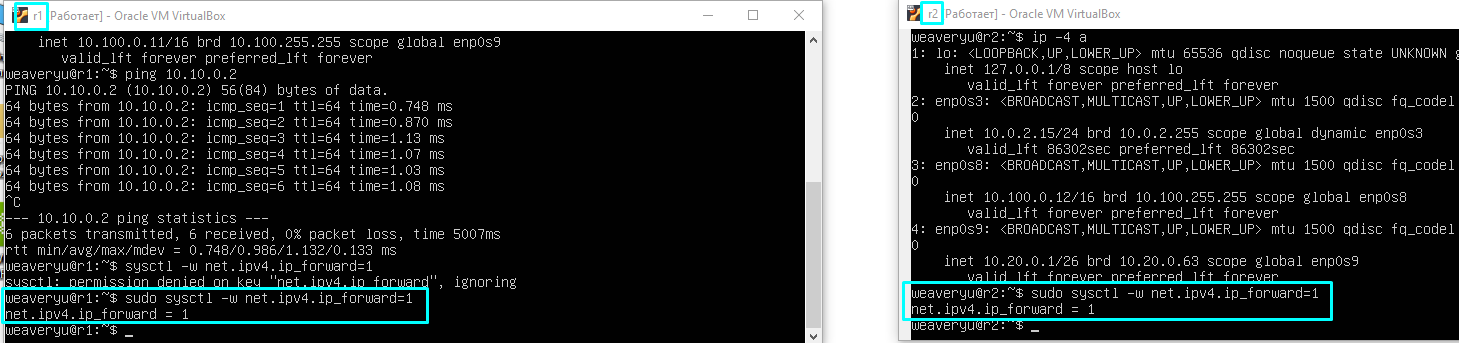 r1 [Работает] - Oracle VM VirtualBox
inet 10.100.0.11/16 brd 10.100.255.255 scope global enp0s9
valid_lft forever preferred_lft forever
weaveryu@r1:~$ ping 10.10.0.2
PING 10.10.0.2 (10.10.0.2) 56(84) bytes of data.
64 bytes from 10.10.0.2: icmp_seq=1 ttl=64 time=0.748 ms
64 bytes from 10.10.0.2: icmp_seq=2 ttl=64 time=0.870 ms
64 bytes from 10.10.0.2: icmp_seq=3 ttl=64 time=1.13 ms
64 bytes from 10.10.0.2: icmp_seq=4 ttl=64 time=1.07 ms
64 bytes from 10.10.0.2: icmp_seq=5 ttl=64 time=1.03 ms
64 bytes from 10.10.0.2: icmp_seq=6 ttl=64 time=1.08 ms
^C
--- 10.10.0.2 ping statistics ---
6 packets transmitted, 6 received, 0% packet loss, time 5007ms
rtt min/avg/max/mdev = 0.748/0.986/1.132/0.133 ms
weaveryu@r1:~$ sysctl -w net.ipv4.ip_forward=1
sysctl: permission denied on key "net.ipv4.ip_forward", ignoring
weaveryu@r1:~$ sudo sysctl -w net.ipv4.ip_forward=1
net.ipv4.ip_forward = 1
weaveryu@r1:~$ _
r2 [Работает] - Oracle VM VirtualBox
weaveryu@r2:~$ ip -4 a
1: lo: <LOOPBACK,UP,LOWER_UP> mtu 65536 qdisc noqueue state UNKNOWN g
inet 127.0.0.1/8 scope host lo
valid_lft forever preferred_lft forever
2: enp0s3: <BROADCAST,MULTICAST,UP,LOWER_UP> mtu 1500 qdisc fq_codel
0
inet 10.0.2.15/24 brd 10.0.2.255 scope global dynamic enp0s3
valid_lft 86302sec preferred_lft 86302sec
3: enp0s8: <BROADCAST,MULTICAST,UP,LOWER_UP> mtu 1500 qdisc fq_codel
0
inet 10.100.0.12/16 brd 10.100.255.255 scope global enp0s8
valid_lft forever preferred_lft forever
4: enp0s9: <BROADCAST,MULTICAST,UP,LOWER_UP> mtu 1500 qdisc fq_codel
0
inet 10.20.0.1/26 brd 10.20.0.63 scope global enp0s9
valid_lft forever preferred_lft forever
weaveryu@r2:~$ sudo sysctl -w net.ipv4.ip_forward=1
net.ipv4.ip_forward = 1
weaveryu@r2:~$ _